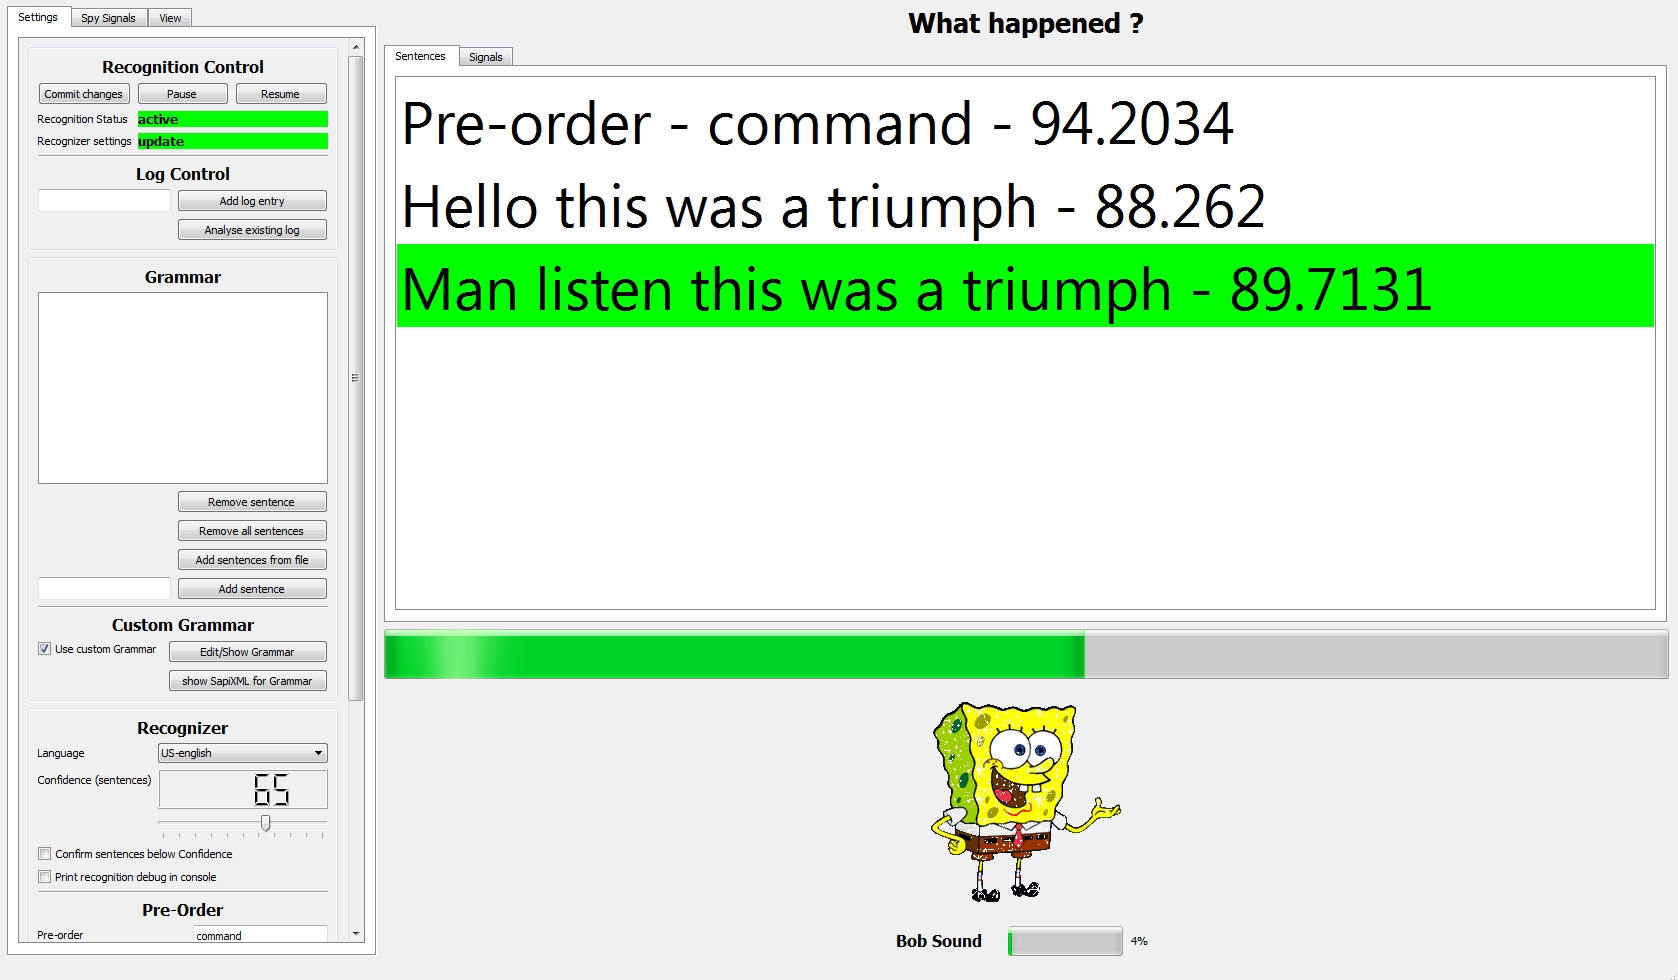 Settings
Spy Signals
View
Recognition Control
Commit changes
Pause
Resume
Recognition Status active
Recognizer settings update
Log Control
Add log entry
Analyse existing log
Grammar
Remove sentence
Remove all sentences
Add sentences from file
Add sentence
Custom Grammar
Use custom Grammar
Edit/Show Grammar
show SapiXML for Grammar
Recognizer
Language US-english
Confidence (sentences) 65
Confirm sentences below Confidence
Print recognition debug in console
Pre-Order
Pre-order command
What happened ?
Sentences
Signals
Pre-order - command - 94.2034
Hello this was a triumph - 88.262
Man listen this was a triumph - 89.7131
Bob Sound 4%